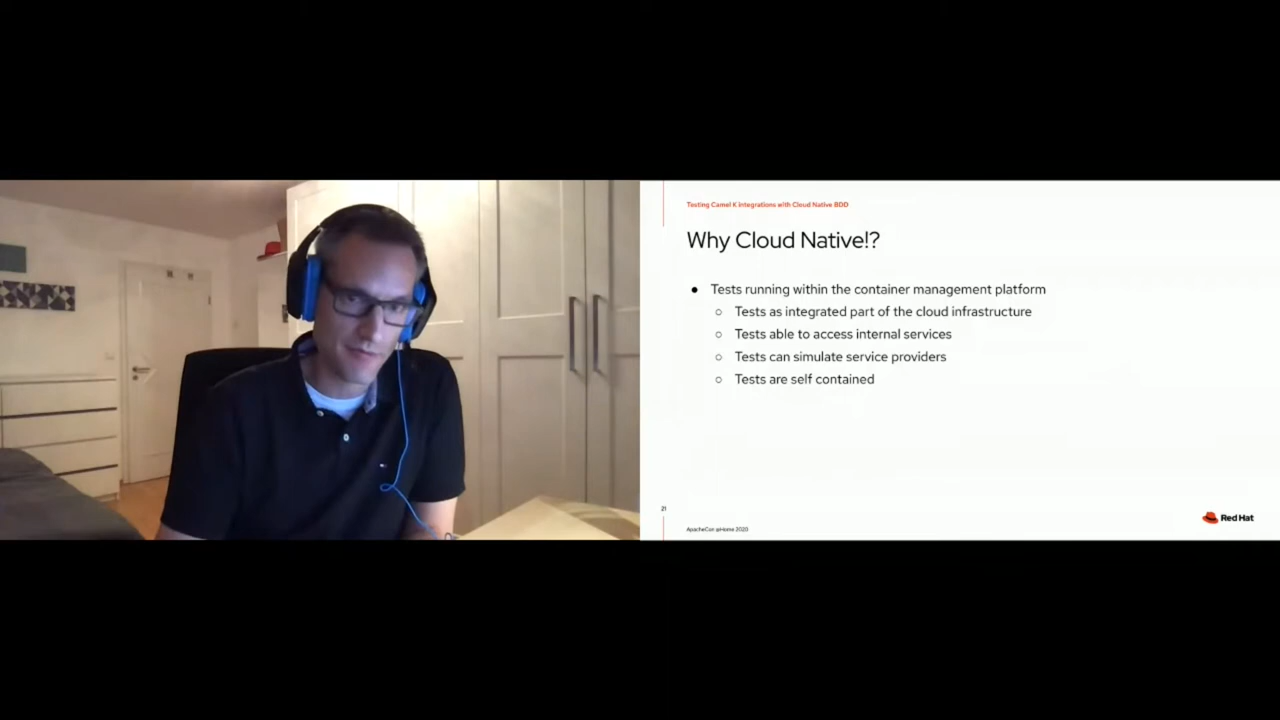 Testing Camel K Integrations with Cloud Native BDD
Why Cloud Native!?
● Tests running within the container management platform
○ Tests as integrated part of the cloud infrastructure
○ Tests able to access internal services
○ Tests can simulate service providers
○ Tests are self contained
21
Red Hat
ApacheCon @Home 2020